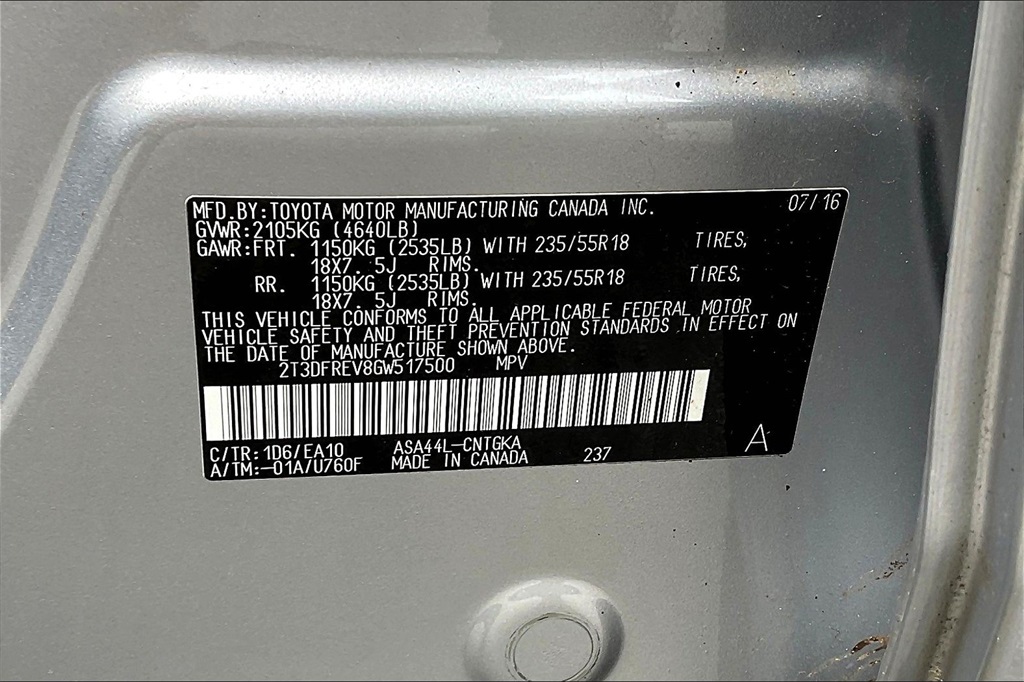 MFD.BY:TOYOTA MOTOR MANUFACTURING CANADA INC. 07/16
GVWR:2105KG (4640LB)
GAWR:FRT. 1150KG (2535LB) WITH 235/55R18 TIRES,
18X7. 5J RIMS.
RR. 1150KG (2535LB) WITH 235/55R18 TIRES,
18X7. 5J RIMS.
THIS VEHICLE CONFORMS TO ALL APPLICABLE FEDERAL MOTOR
VEHICLE SAFETY AND THEFT PREVENTION STANDARDS IN EFFECT ON
THE DATE OF MANUFACTURE SHOWN ABOVE.
2T3DFREV8GW517500 MPV
C/TR:1D6/EA10 ASA44L-CNTGKA
A/TM:-01A/U760F MADE IN CANADA 237 A